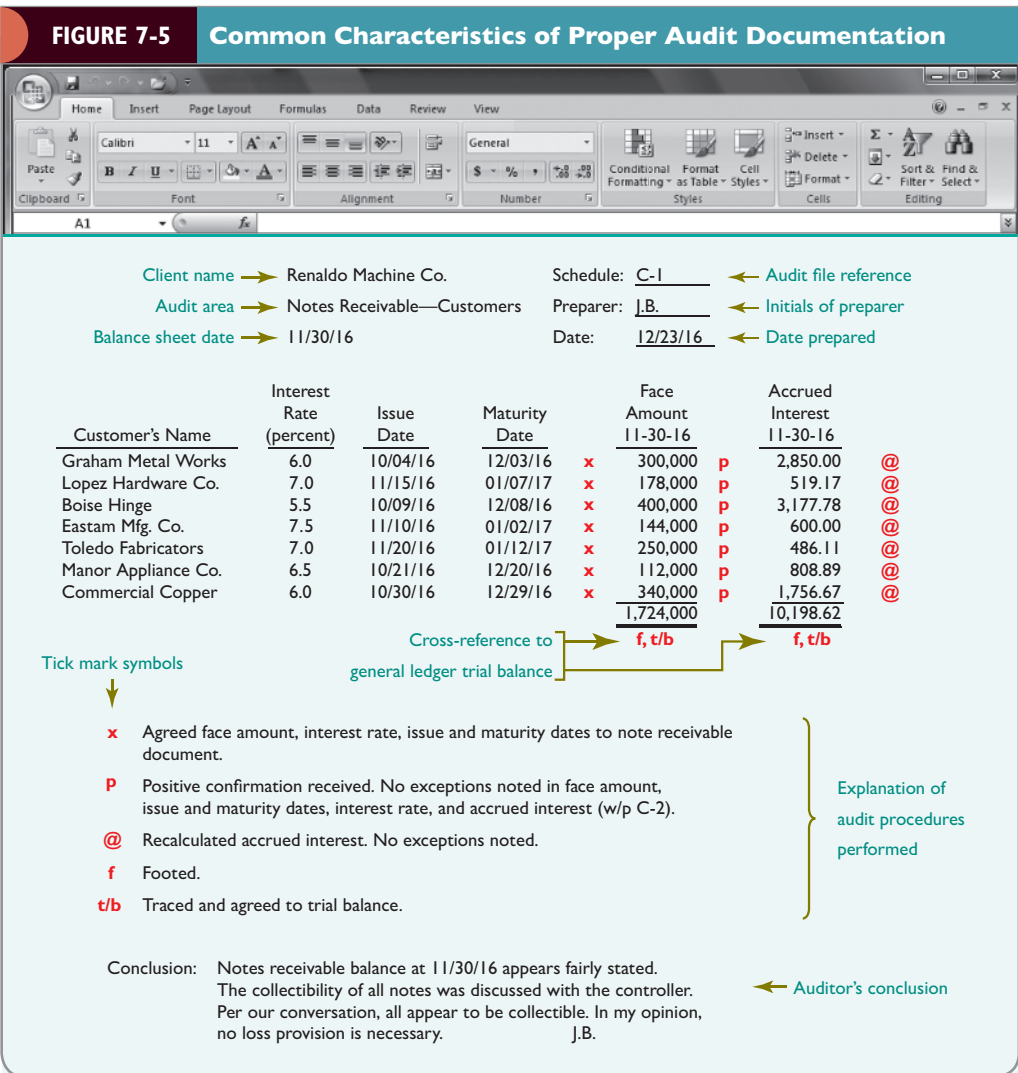 FIGURE 7-5 Common Characteristics of Proper Audit Documentation
Home Insert Page Layout Formulas Data Review View
Calibri 11 A A General Insert Σ
Paste B I U A $ % , .0 .00 .00 .0 Conditional Formatting Format as Table Cell Styles Delete Format Sort & Filter Find & Select
Clipboard Font Alignment Number Styles Cells Editing
A1 fx
Client name Renaldo Machine Co. Schedule: C-1 Audit file reference
Audit area Notes Receivable—Customers Preparer: J.B. Initials of preparer
Balance sheet date 11/30/16 Date: 12/23/16 Date prepared
Interest Face Accrued
Rate Issue Maturity Amount Interest
Customer's Name (percent) Date Date 11-30-16 11-30-16
Graham Metal Works 6.0 10/04/16 12/03/16 x 300,000 p 2,850.00 @
Lopez Hardware Co. 7.0 11/15/16 01/07/17 x 178,000 p 519.17 @
Boise Hinge 5.5 10/09/16 12/08/16 x 400,000 p 3,177.78 @
Eastam Mfg. Co. 7.5 11/10/16 01/02/17 x 144,000 p 600.00 @
Toledo Fabricators 7.0 11/20/16 01/12/17 x 250,000 p 486.11 @
Manor Appliance Co. 6.5 10/21/16 12/20/16 x 112,000 p 808.89 @
Commercial Copper 6.0 10/30/16 12/29/16 x 340,000 p 1,756.67 @
1,724,000 10,198.62
Cross-reference to f, t/b f, t/b
general ledger trial balance
Tick mark symbols
x Agreed face amount, interest rate, issue and maturity dates to note receivable
document.
p Positive confirmation received. No exceptions noted in face amount,
issue and maturity dates, interest rate, and accrued interest (w/p C-2).
@ Recalculated accrued interest. No exceptions noted.
f Footed.
t/b Traced and agreed to trial balance.
Explanation of
audit procedures
performed
Conclusion: Notes receivable balance at 11/30/16 appears fairly stated.
The collectibility of all notes was discussed with the controller.
Per our conversation, all appear to be collectible. In my opinion,
no loss provision is necessary. J.B.
Auditor's conclusion